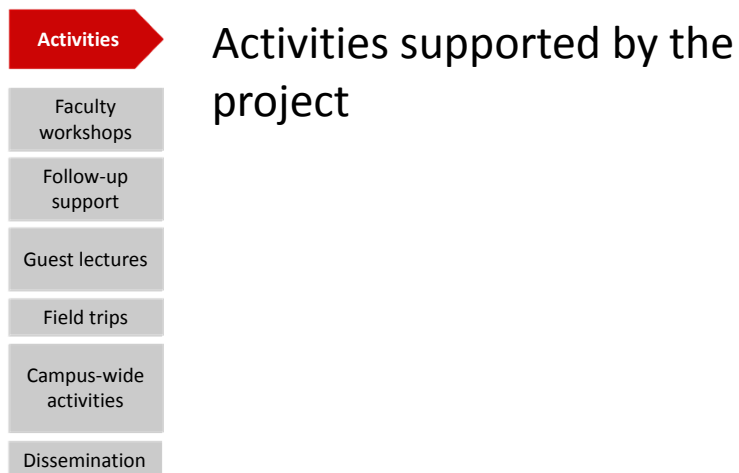 Activities
Activities supported by the
project
Faculty
workshops
Follow-up
support
Guest lectures
Field trips
Campus-wide
activities
Dissemination